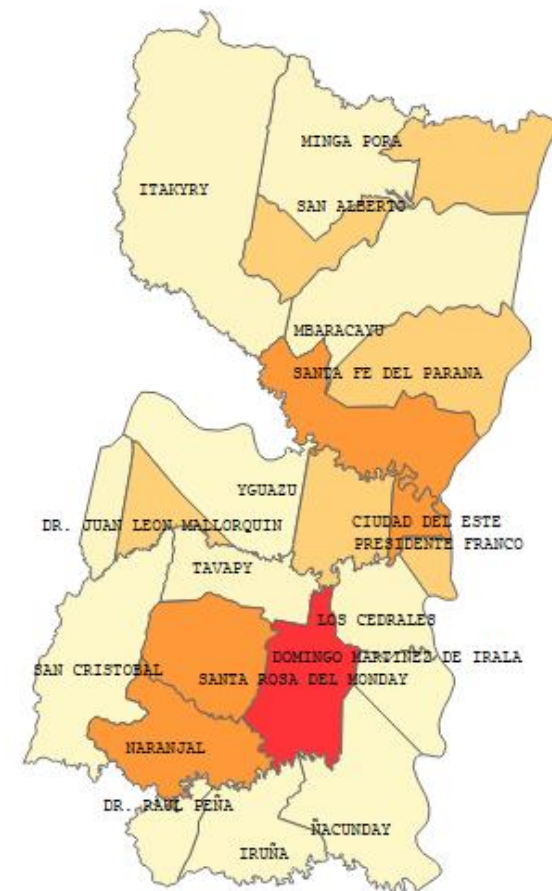 MINGA PORA
ITAKYRY
SAN ALBERTO
MBARACAYU
SANTA FE DEL PARANA
YGUAZU
DR. JUAN LEON MALLORQUIN
CIUDAD DEL ESTE
PRESIDENTE FRANCO
TAVAPY
LOS CEDRALES
DOMINGO MARTINEZ DE IRALA
SAN CRISTOBAL
SANTA ROSA DEL MONDAY
NARANJAL
DR. RAUL PEÑA
ÑACUNDAY
IRUÑA